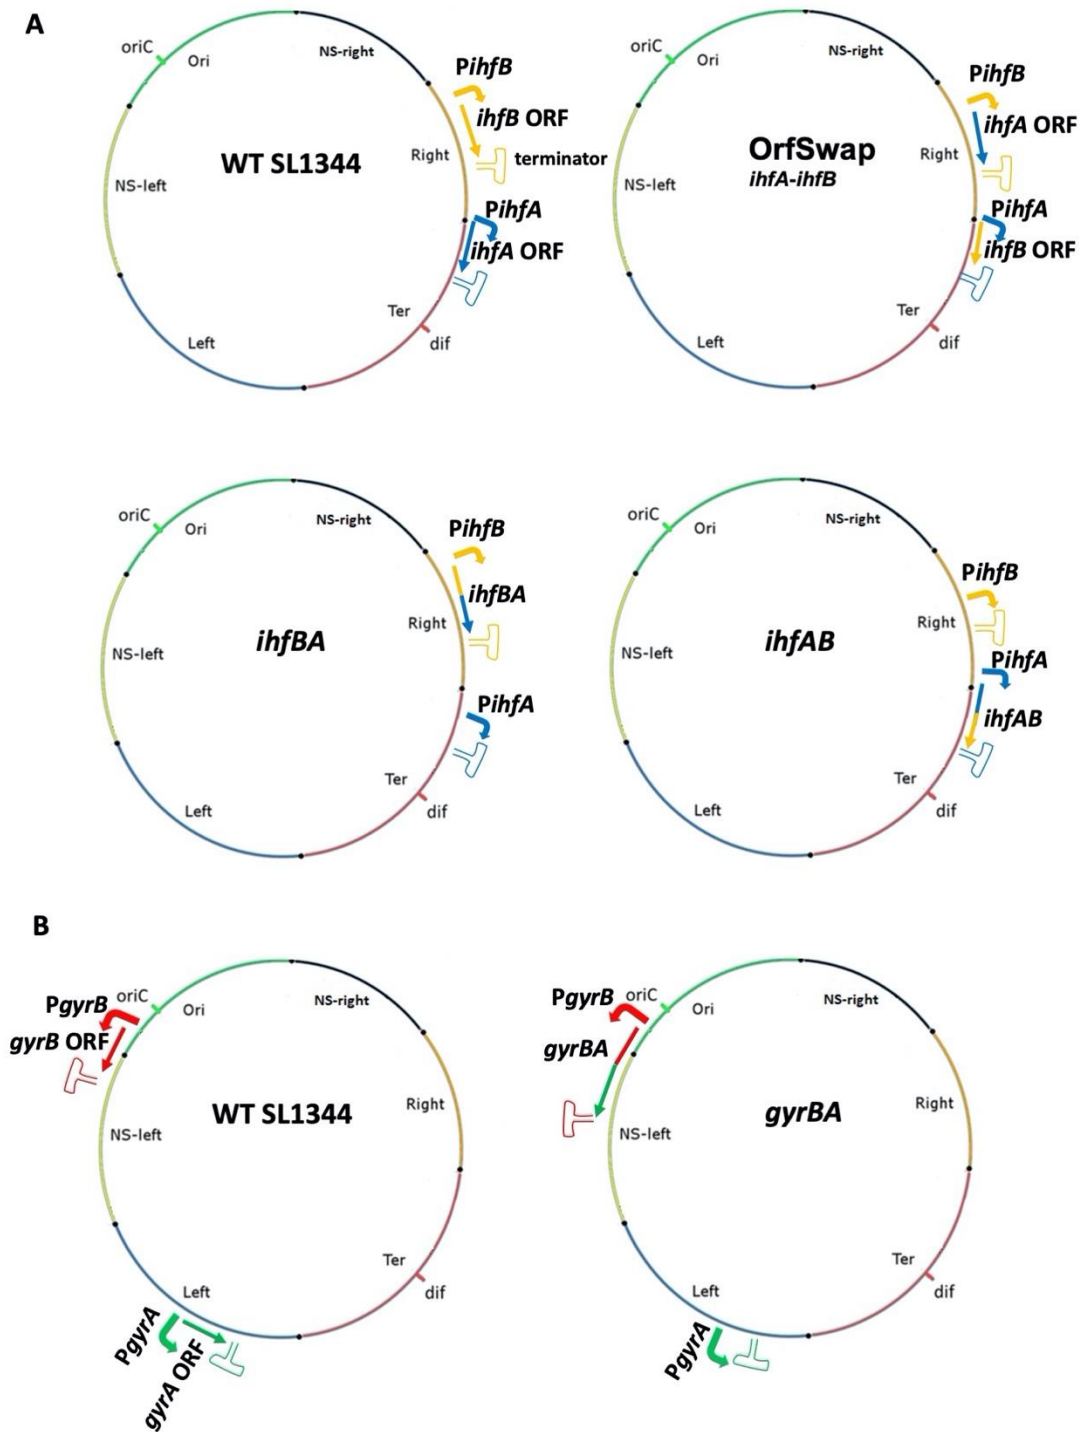 A
oriC
Ori
NS-right
PihfB
ihfB ORF
Right
terminator
WT SL1344
NS-left
PihfA
ihfA ORF
Ter
dif
Left
oriC
Ori
NS-right
PihfB
ihfA ORF
Right
OrfSwap
ihfA-ihfB
NS-left
PihfA
ihfB ORF
Ter
dif
Left
oriC
Ori
NS-right
PihfB
ihfBA
Right
ihfBA
NS-left
PihfA
Ter
dif
Left
oriC
Ori
NS-right
PihfB
Right
ihfAB
NS-left
PihfA
ihfAB
Ter
dif
Left
B
PgyrB
oriC
Ori
NS-right
gyrB ORF
Right
WT SL1344
NS-left
Ter
dif
Left
PgyrA
gyrA ORF
PgyrB
oriC
Ori
NS-right
gyrBA
Right
gyrBA
NS-left
Ter
dif
Left
PgyrA